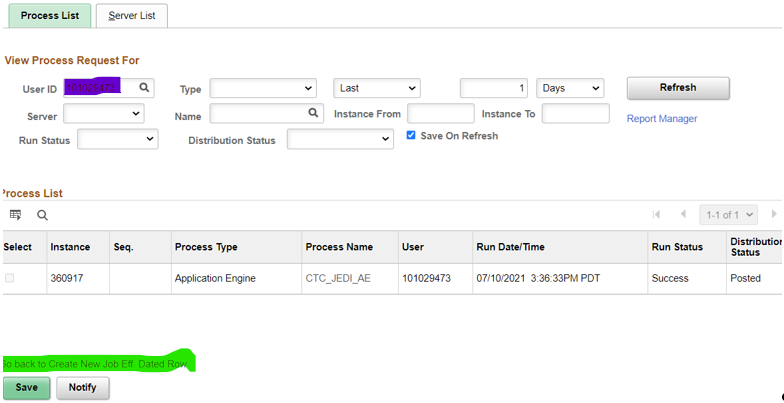 Process List Server List
View Process Request For
User ID Type Last 1 Days Refresh
Server Name Instance From Instance To Report Manager
Run Status Distribution Status Save On Refresh
Process List
1-1 of 1
Select Instance Seq. Process Type Process Name User Run Date/Time Run Status Distribution Status
360917 Application Engine CTC_JEDI_AE 101029473 07/10/2021 3:36:33PM PDT Success Posted
Go back to Create New Job Eff. Dated Row
Save Notify